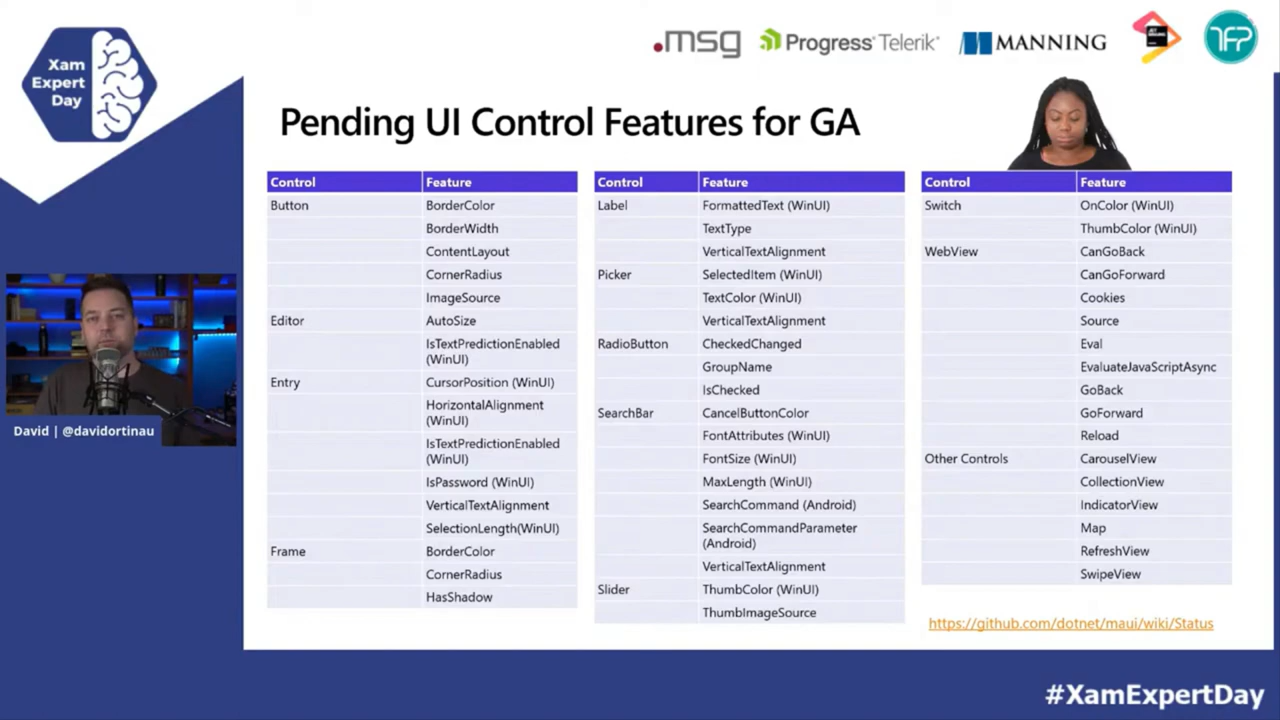 Xam
Expert
Day
.msg
Progress Telerik
MANNING
TFP
Pending UI Control Features for GA
Control Feature
Button BorderColor
BorderWidth
ContentLayout
CornerRadius
ImageSource
Editor AutoSize
IsTextPredictionEnabled
(WinUI)
Entry CursorPosition (WinUI)
HorizontalAlignment
(WinUI)
IsTextPredictionEnabled
(WinUI)
IsPassword (WinUI)
VerticalTextAlignment
SelectionLength(WinUI)
Frame BorderColor
CornerRadius
HasShadow
Control Feature
Label FormattedText (WinUI)
TextType
VerticalTextAlignment
Picker SelectedItem (WinUI)
TextColor (WinUI)
VerticalTextAlignment
RadioButton CheckedChanged
GroupName
IsChecked
SearchBar CancelButtonColor
FontAttributes (WinUI)
FontSize (WinUI)
MaxLength (WinUI)
SearchCommand (Android)
SearchCommandParameter
(Android)
VerticalTextAlignment
Slider ThumbColor (WinUI)
ThumbImageSource
Control Feature
Switch OnColor (WinUI)
ThumbColor (WinUI)
WebView CanGoBack
CanGoForward
Cookies
Source
Eval
EvaluateJavaScriptAsync
GoBack
GoForward
Reload
Other Controls CarouselView
CollectionView
IndicatorView
Map
RefreshView
SwipeView
https://github.com/dotnet/maui/wiki/Status
David | @davidortinau
#XamExpertDay